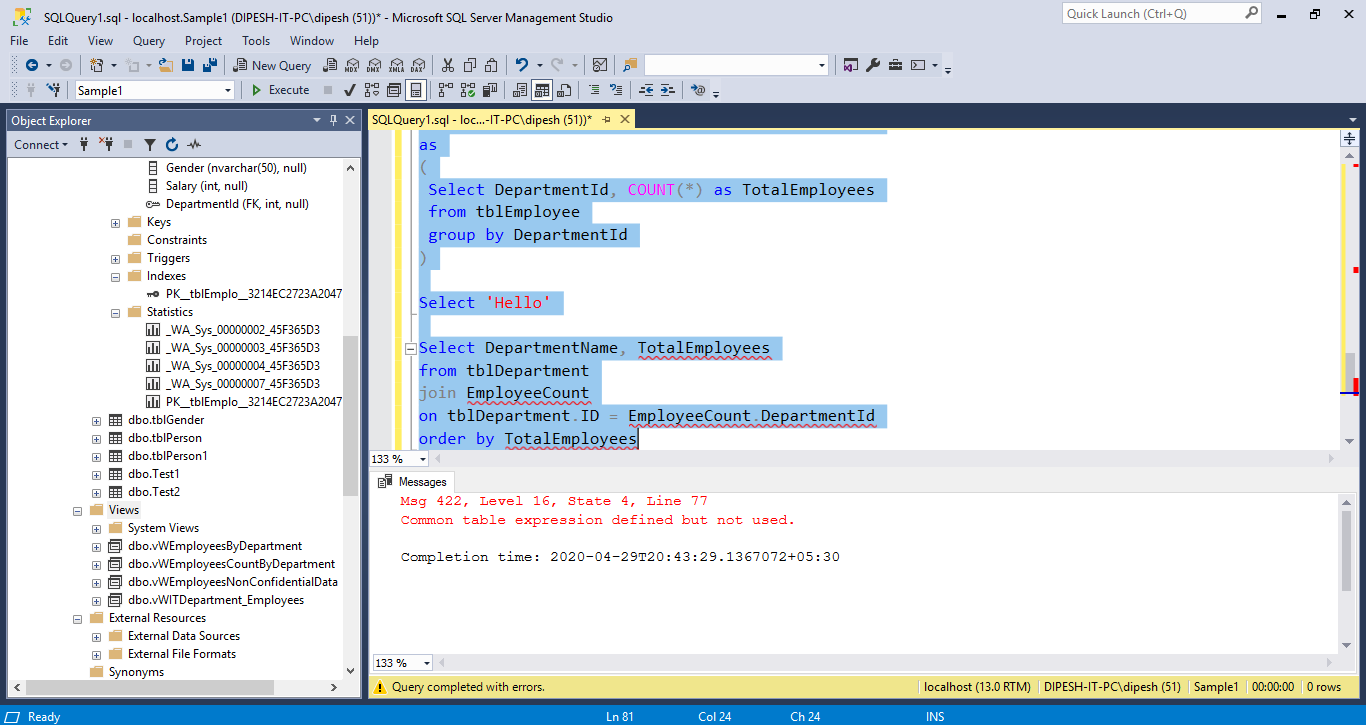 SQLQuery1.sql - localhost.Sample1 (DIPESH-IT-PC\dipesh (51))* - Microsoft SQL Server Management Studio
Quick Launch (Ctrl+Q)
File Edit View Query Project Tools Window Help
New Query MDX DMX XMLA DAX
Sample1 Execute
Object Explorer
Connect
Gender (nvarchar(50), null)
Salary (int, null)
DepartmentId (FK, int, null)
Keys
Constraints
Triggers
Indexes
PK__tblEmplo__3214EC2723A2047
Statistics
_WA_Sys_00000002_45F365D3
_WA_Sys_00000003_45F365D3
_WA_Sys_00000004_45F365D3
_WA_Sys_00000007_45F365D3
PK__tblEmplo__3214EC2723A2047
dbo.tblGender
dbo.tblPerson
dbo.tblPerson1
dbo.Test1
dbo.Test2
Views
System Views
dbo.vWEmployeesByDepartment
dbo.vWEmployeesCountByDepartment
dbo.vWEmployeesNonConfidentialData
dbo.vWITDepartment_Employees
External Resources
External Data Sources
External File Formats
Synonyms
SQLQuery1.sql - loc...-IT-PC\dipesh (51))*
as
(
Select DepartmentId, COUNT(*) as TotalEmployees
from tblEmployee
group by DepartmentId
)
Select 'Hello'
Select DepartmentName, TotalEmployees
from tblDepartment
join EmployeeCount
on tblDepartment.ID = EmployeeCount.DepartmentId
order by TotalEmployees
133 %
Messages
Msg 422, Level 16, State 4, Line 77
Common table expression defined but not used.
Completion time: 2020-04-29T20:43:29.1367072+05:30
133 %
Query completed with errors. localhost (13.0 RTM) DIPESH-IT-PC\dipesh (51) Sample1 00:00:00 0 rows
Ready Ln 81 Col 24 Ch 24 INS